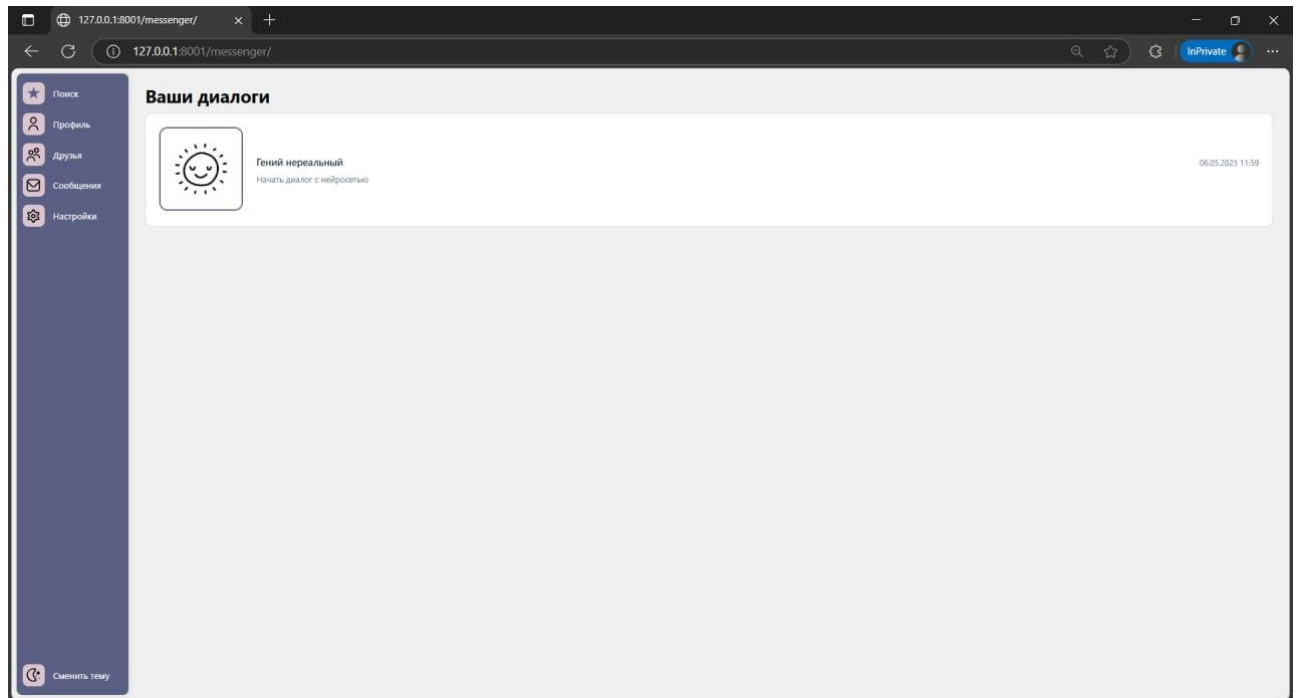 127.0.0.1:8001/messenger/
127.0.0.1:8001/messenger/
InPrivate
Поиск
Профиль
Друзья
Сообщения
Настройки
Сменить тему
Ваши диалоги
Гений нереальный
Начать диалог с нейросетью
06.05.2025 11:59